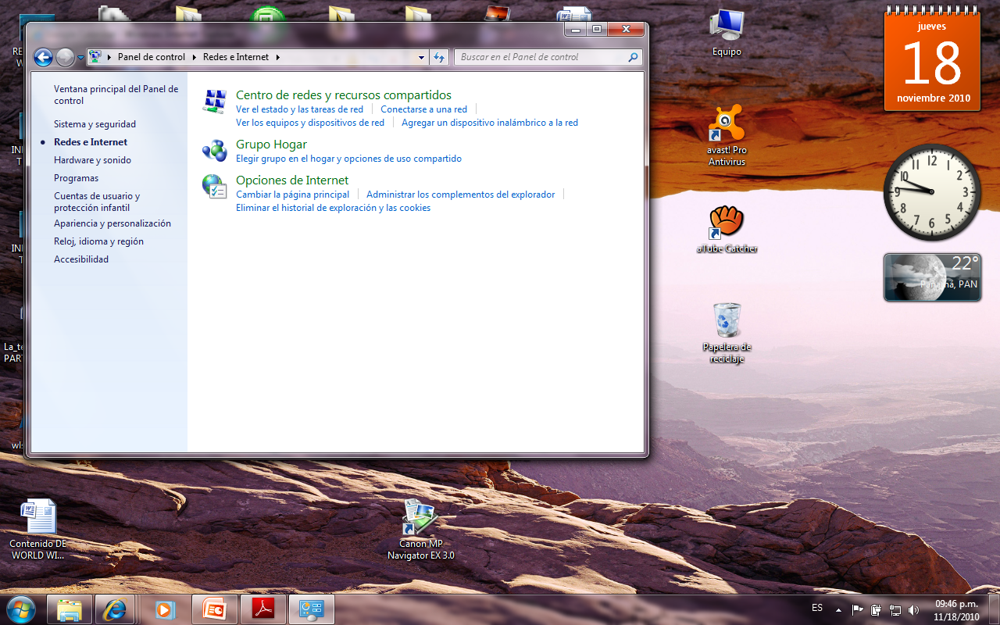 Panel de control
Redes e Internet
Buscar en el Panel de control
Ventana principal del Panel de
control
Sistema y seguridad
Redes e Internet
Hardware y sonido
Programas
Cuentas de usuario y
protección infantil
Apariencia y personalización
Reloj, idioma y región
Accesibilidad
Centro de redes y recursos compartidos
Ver el estado y las tareas de red
Conectarse a una red
Ver los equipos y dispositivos de red
Agregar un dispositivo inalámbrico a la red
Grupo Hogar
Elegir grupo en el hogar y opciones de uso compartido
Opciones de Internet
Cambiar la página principal
Administrar los complementos del explorador
Eliminar el historial de exploración y las cookies
Equipo
avast! Pro
Antivirus
aTube Catcher
Papelera de
reciclaje
jueves
18
noviembre 2010
12
1
2
3
4
5
6
7
8
9
10
11
22°
Panamá, PAN
Contenido DE
WORLD WI...
Canon MP
Navigator EX 3.0
ES
09:46 p.m.
11/18/2010